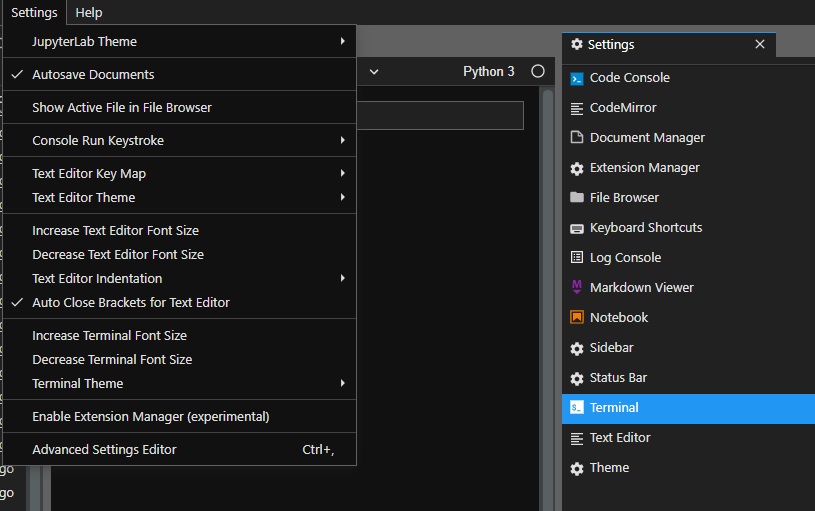 Settings Help
JupyterLab Theme
Autosave Documents
Show Active File in File Browser
Console Run Keystroke
Text Editor Key Map
Text Editor Theme
Increase Text Editor Font Size
Decrease Text Editor Font Size
Text Editor Indentation
Auto Close Brackets for Text Editor
Increase Terminal Font Size
Decrease Terminal Font Size
Terminal Theme
Enable Extension Manager (experimental)
Advanced Settings Editor Ctrl+,
go
go
Python 3
Settings
Code Console
CodeMirror
Document Manager
Extension Manager
File Browser
Keyboard Shortcuts
Log Console
M Markdown Viewer
Notebook
Sidebar
Status Bar
$_ Terminal
Text Editor
Theme